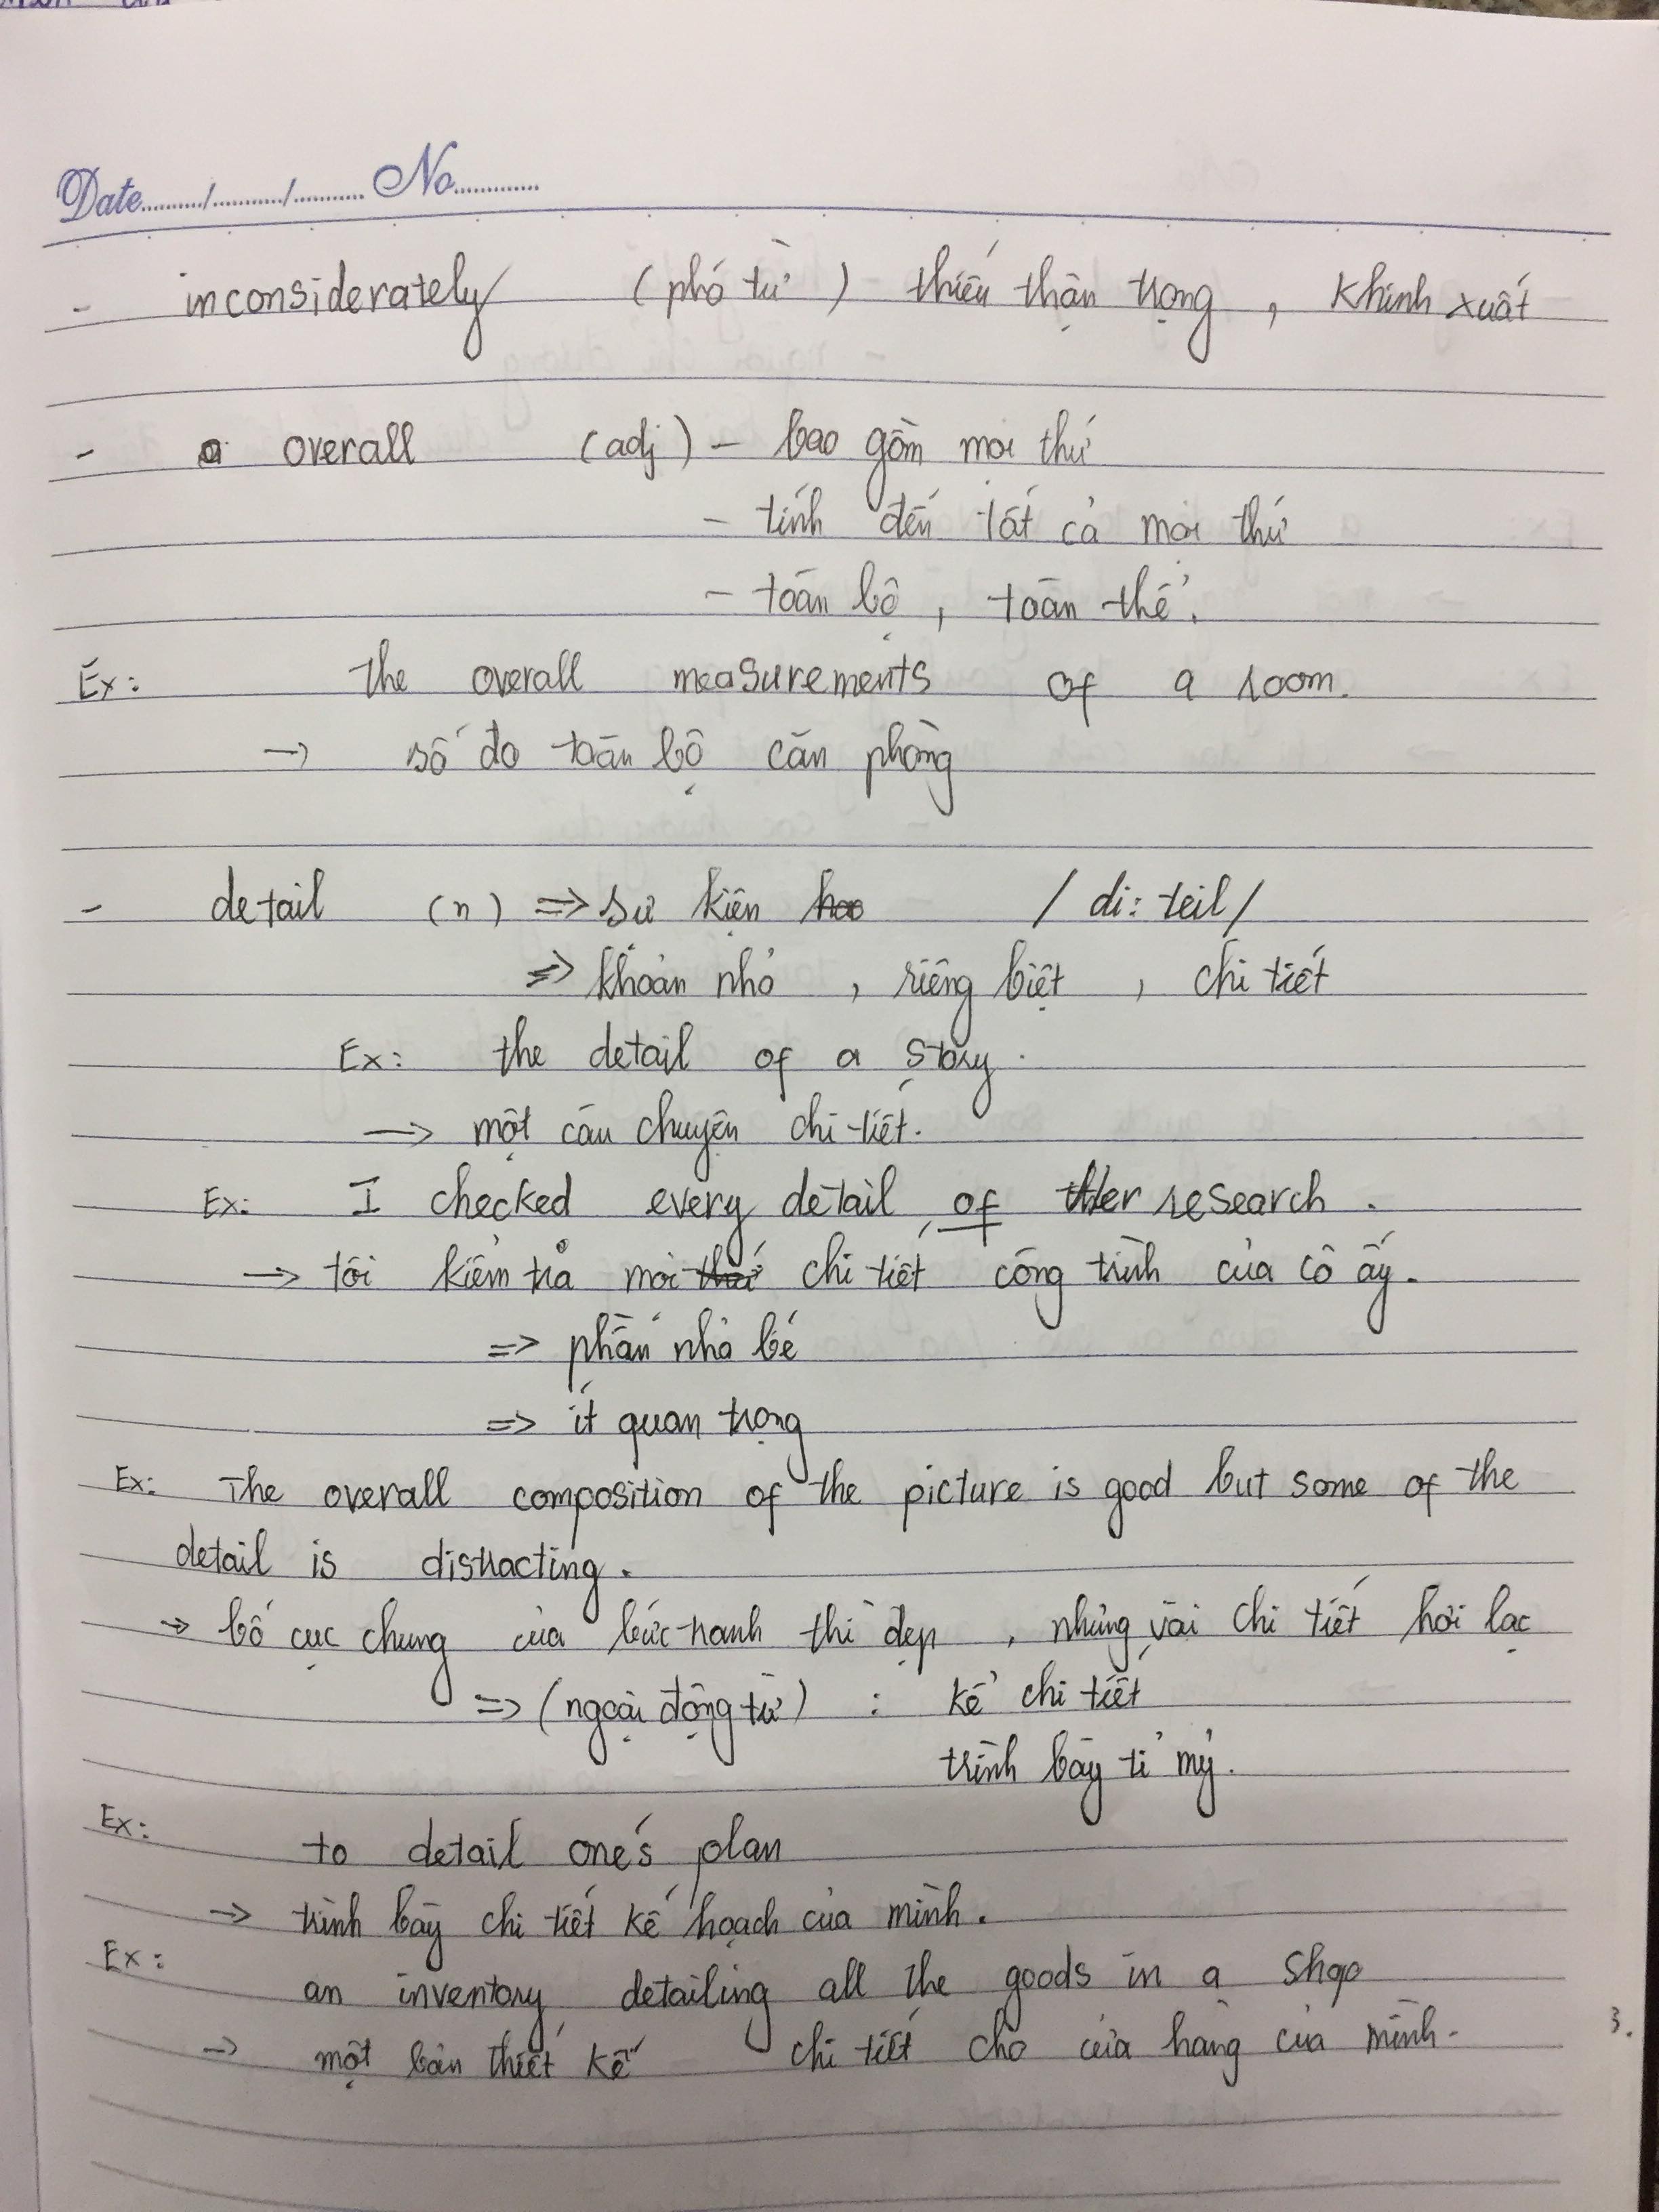 Date ......../........./......... No ...........
- inconsiderately (phó từ) - thiếu thận trọng, khinh xuất
- overall (adj) - bao gồm mọi thứ
- tính đến tất cả mọi thứ
- toàn bộ, toàn thể.
Ex: the overall measurements of a room.
→ số đo toàn bộ căn phòng
- detail (n) => sự kiện /di:teil/
=> khoản nhỏ, riêng biệt, chi tiết
Ex: the detail of a story.
→ một câu chuyện chi tiết.
Ex: I checked every detail of her research.
→ tôi kiểm tra mọi chi tiết công trình của cô ấy.
=> phần nhỏ bé
=> ít quan trọng
Ex: The overall composition of the picture is good but some of the
detail is distracting.
→ bố cục chung của bức tranh thì đẹp, nhưng vài chi tiết hơi lạc
=> (ngoại động từ) : kể chi tiết
trình bày tỉ mỷ.
Ex: to detail one's plan
→ trình bày chi tiết kế hoạch của mình.
Ex: an inventory detailing all the goods in a shop
→ một bản thiết kế chi tiết cho cửa hàng của mình.
3.